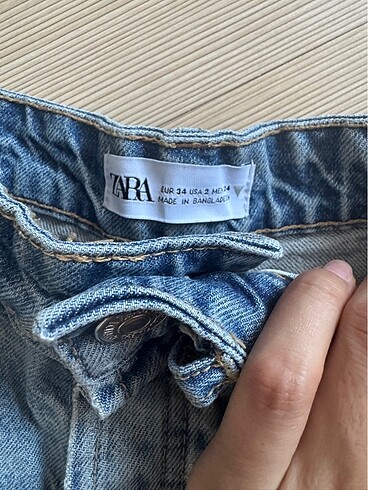 ZARA
EUR 34 USA 2 MEX 24
MADE IN BANGLADESH